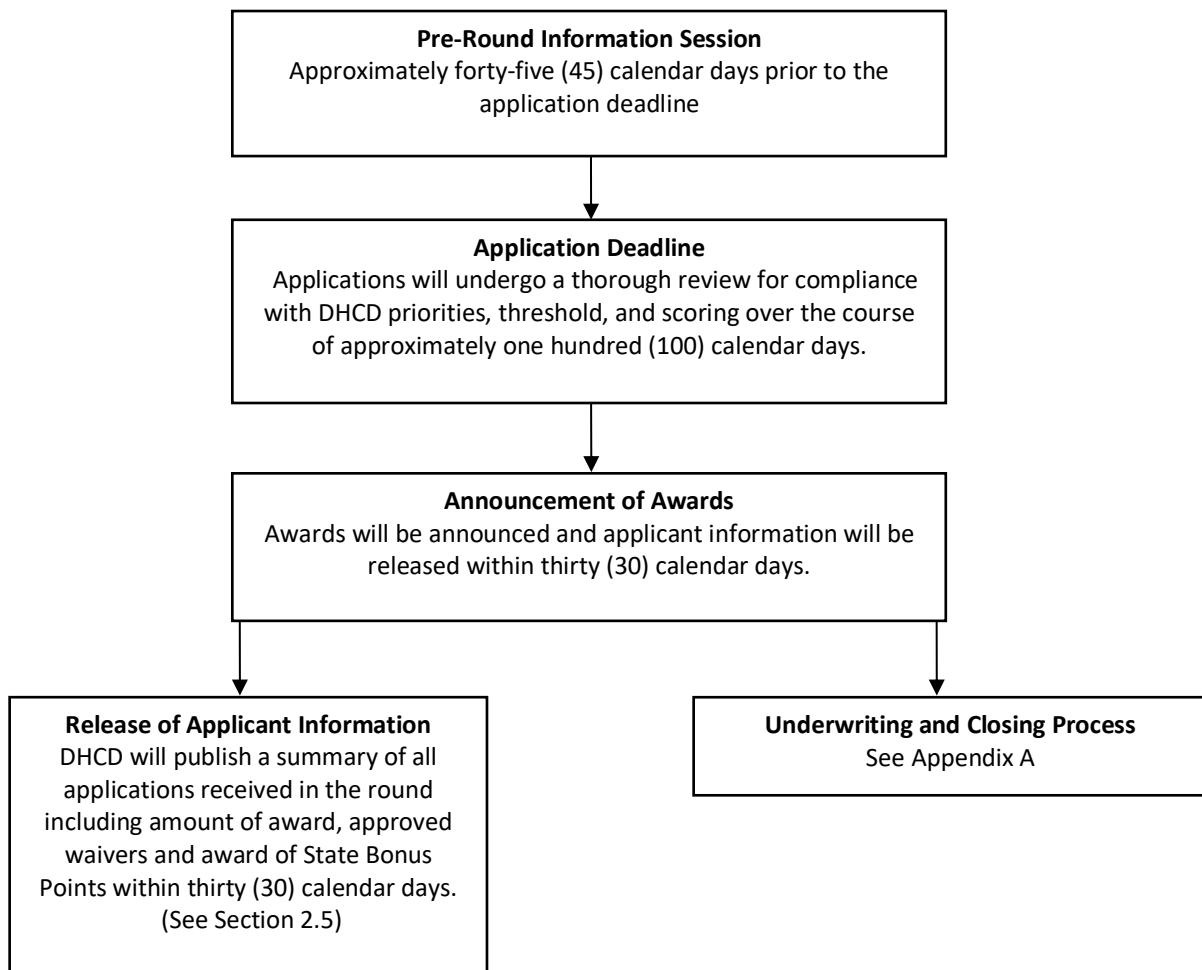 Pre-Round Information Session
Approximately forty-five (45) calendar days prior to the
application deadline
Application Deadline
Applications will undergo a thorough review for compliance
with DHCD priorities, threshold, and scoring over the course
of approximately one hundred (100) calendar days.
Announcement of Awards
Awards will be announced and applicant information will be
released within thirty (30) calendar days.
Release of Applicant Information
DHCD will publish a summary of all
applications received in the round
including amount of award, approved
waivers and award of State Bonus
Points within thirty (30) calendar days.
(See Section 2.5)
Underwriting and Closing Process
See Appendix A